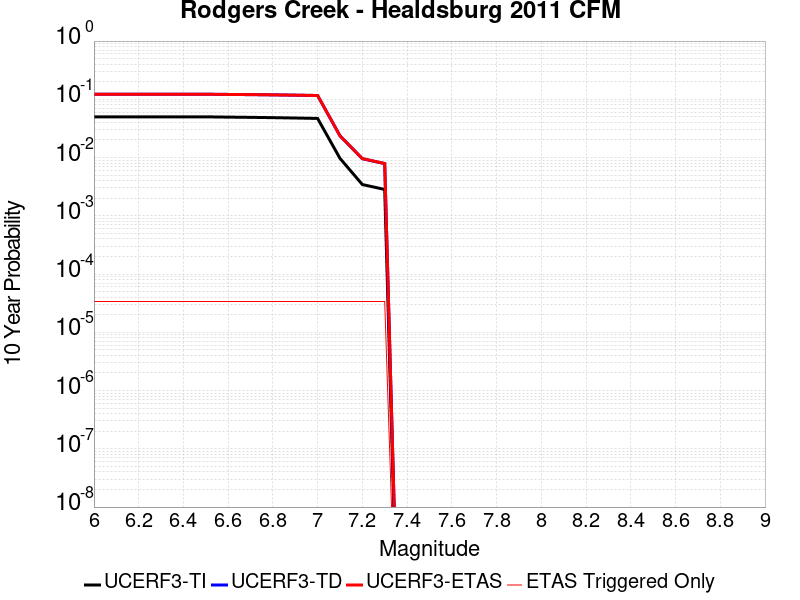 Rodgers Creek - Healdsburg 2011 CFM
10 Year Probability
10^0
10^-1
10^-2
10^-3
10^-4
10^-5
10^-6
10^-7
10^-8
6 6.2 6.4 6.6 6.8 7 7.2 7.4 7.6 7.8 8 8.2 8.4 8.6 8.8 9
Magnitude
UCERF3-TI UCERF3-TD UCERF3-ETAS ETAS Triggered Only